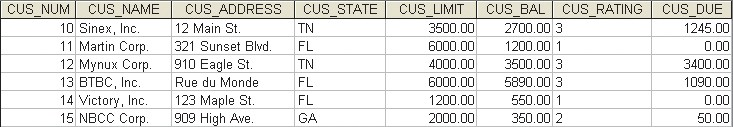 CUS_NUM CUS_NAME CUS_ADDRESS CUS_STATE CUS_LIMIT CUS_BAL CUS_RATING CUS_DUE
10 Sinex, Inc. 12 Main St. TN 3500.00 2700.00 3 1245.00
11 Martin Corp. 321 Sunset Blvd. FL 6000.00 1200.00 1 0.00
12 Mynux Corp. 910 Eagle St. TN 4000.00 3500.00 3 3400.00
13 BTBC, Inc. Rue du Monde FL 6000.00 5890.00 3 1090.00
14 Victory, Inc. 123 Maple St. FL 1200.00 550.00 1 0.00
15 NBCC Corp. 909 High Ave. GA 2000.00 350.00 2 50.00